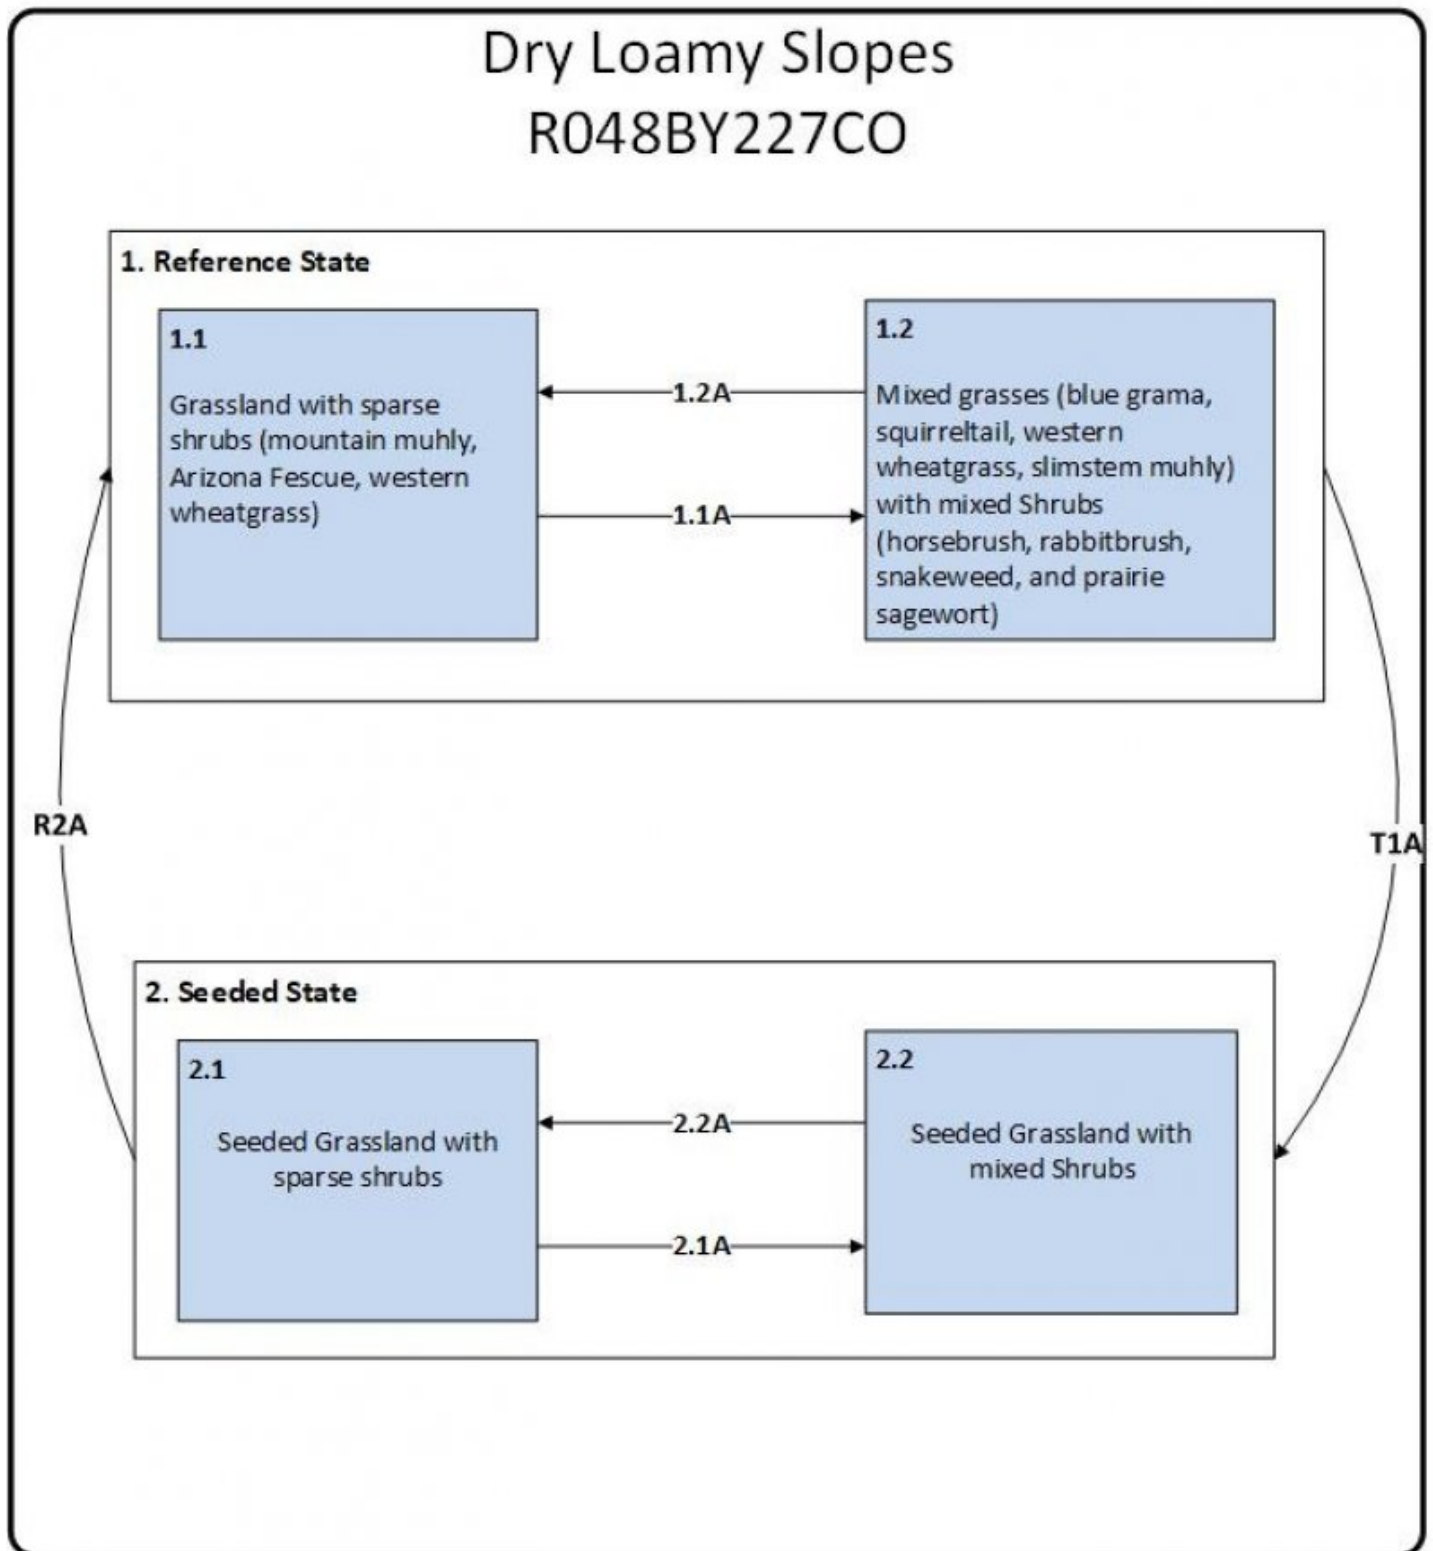 Dry Loamy Slopes
R048BY227CO
1. Reference State
1.1
Grassland with sparse
shrubs (mountain muhly,
Arizona Fescue, western
wheatgrass)
1.2A
1.1A
1.2
Mixed grasses (blue grama,
squirreltail, western
wheatgrass, slimstem muhly)
with mixed Shrubs
(horsebrush, rabbitbrush,
snakeweed, and prairie
sagewort)
R2A
T1A
2. Seeded State
2.1
Seeded Grassland with
sparse shrubs
2.2A
2.1A
2.2
Seeded Grassland with
mixed Shrubs